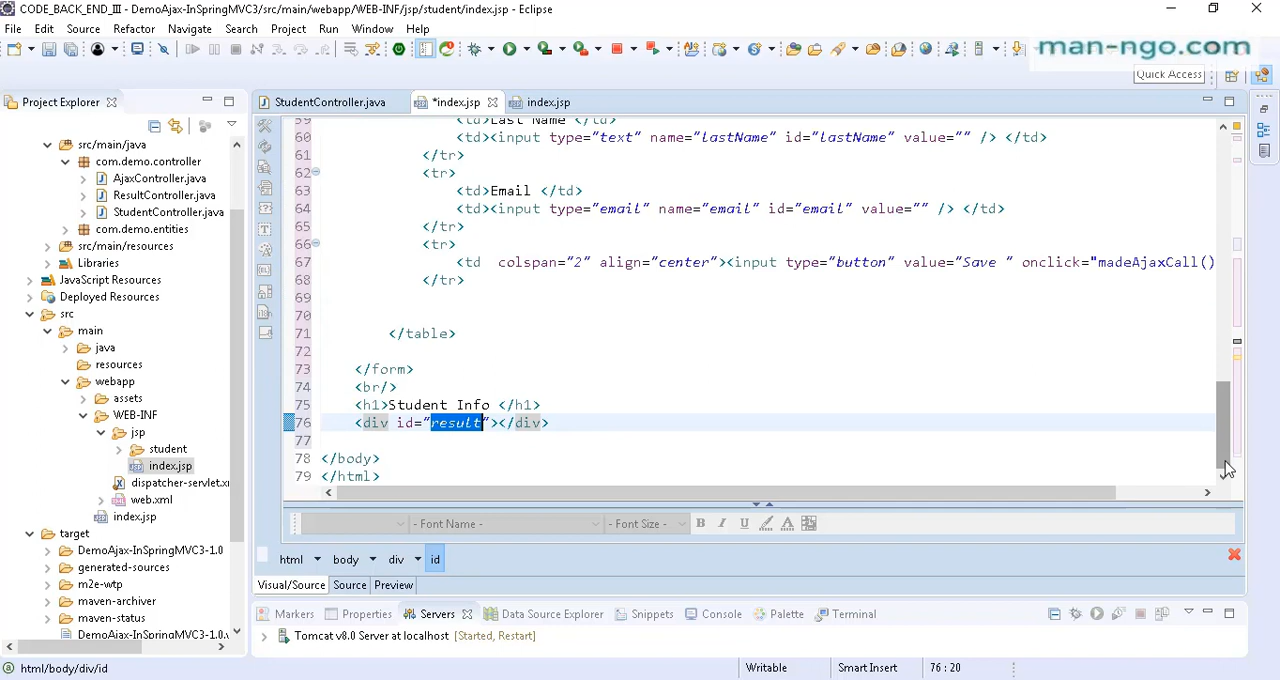 CODE_BACK_END_III - DemoAjax-InSpringMVC3/src/main/webapp/WEB-INF/jsp/student/index.jsp - Eclipse
File Edit Source Refactor Navigate Search Project Run Window Help
man-ngo.com
Quick Access
Project Explorer
src/main/java
com.demo.controller
AjaxController.java
ResultController.java
StudentController.java
com.demo.entities
src/main/resources
Libraries
JavaScript Resources
Deployed Resources
src
main
java
resources
webapp
assets
WEB-INF
jsp
student
index.jsp
dispatcher-servlet.x
web.xml
index.jsp
target
DemoAjax-InSpringMVC3-1.0
generated-sources
m2e-wtp
maven-archiver
maven-status
DemoAjax-InSpringMVC3-1.0.\
StudentController.java *index.jsp index.jsp
59 <td>Last Name </td>
60 <td><input type="text" name="lastName" id="lastName" value="" /> </td>
61 </tr>
62 <tr>
63 <td>Email </td>
64 <td><input type="email" name="email" id="email" value="" /> </td>
65 </tr>
66 <tr>
67 <td  colspan="2" align="center"><input type="button" value="Save " onclick="madeAjaxCall()
68 </tr>
69
70
71 </table>
72
73 </form>
74 <br/>
75 <h1>Student Info </h1>
76 <div id="result"></div>
77
78 </body>
79 </html>
- Font Name - - Font Size - B I U A
html body div id
Visual/Source Source Preview
Markers Properties Servers Data Source Explorer Snippets Console Palette Terminal
Tomcat v8.0 Server at localhost [Started, Restart]
html/body/div/id Writable Smart Insert 76 : 20